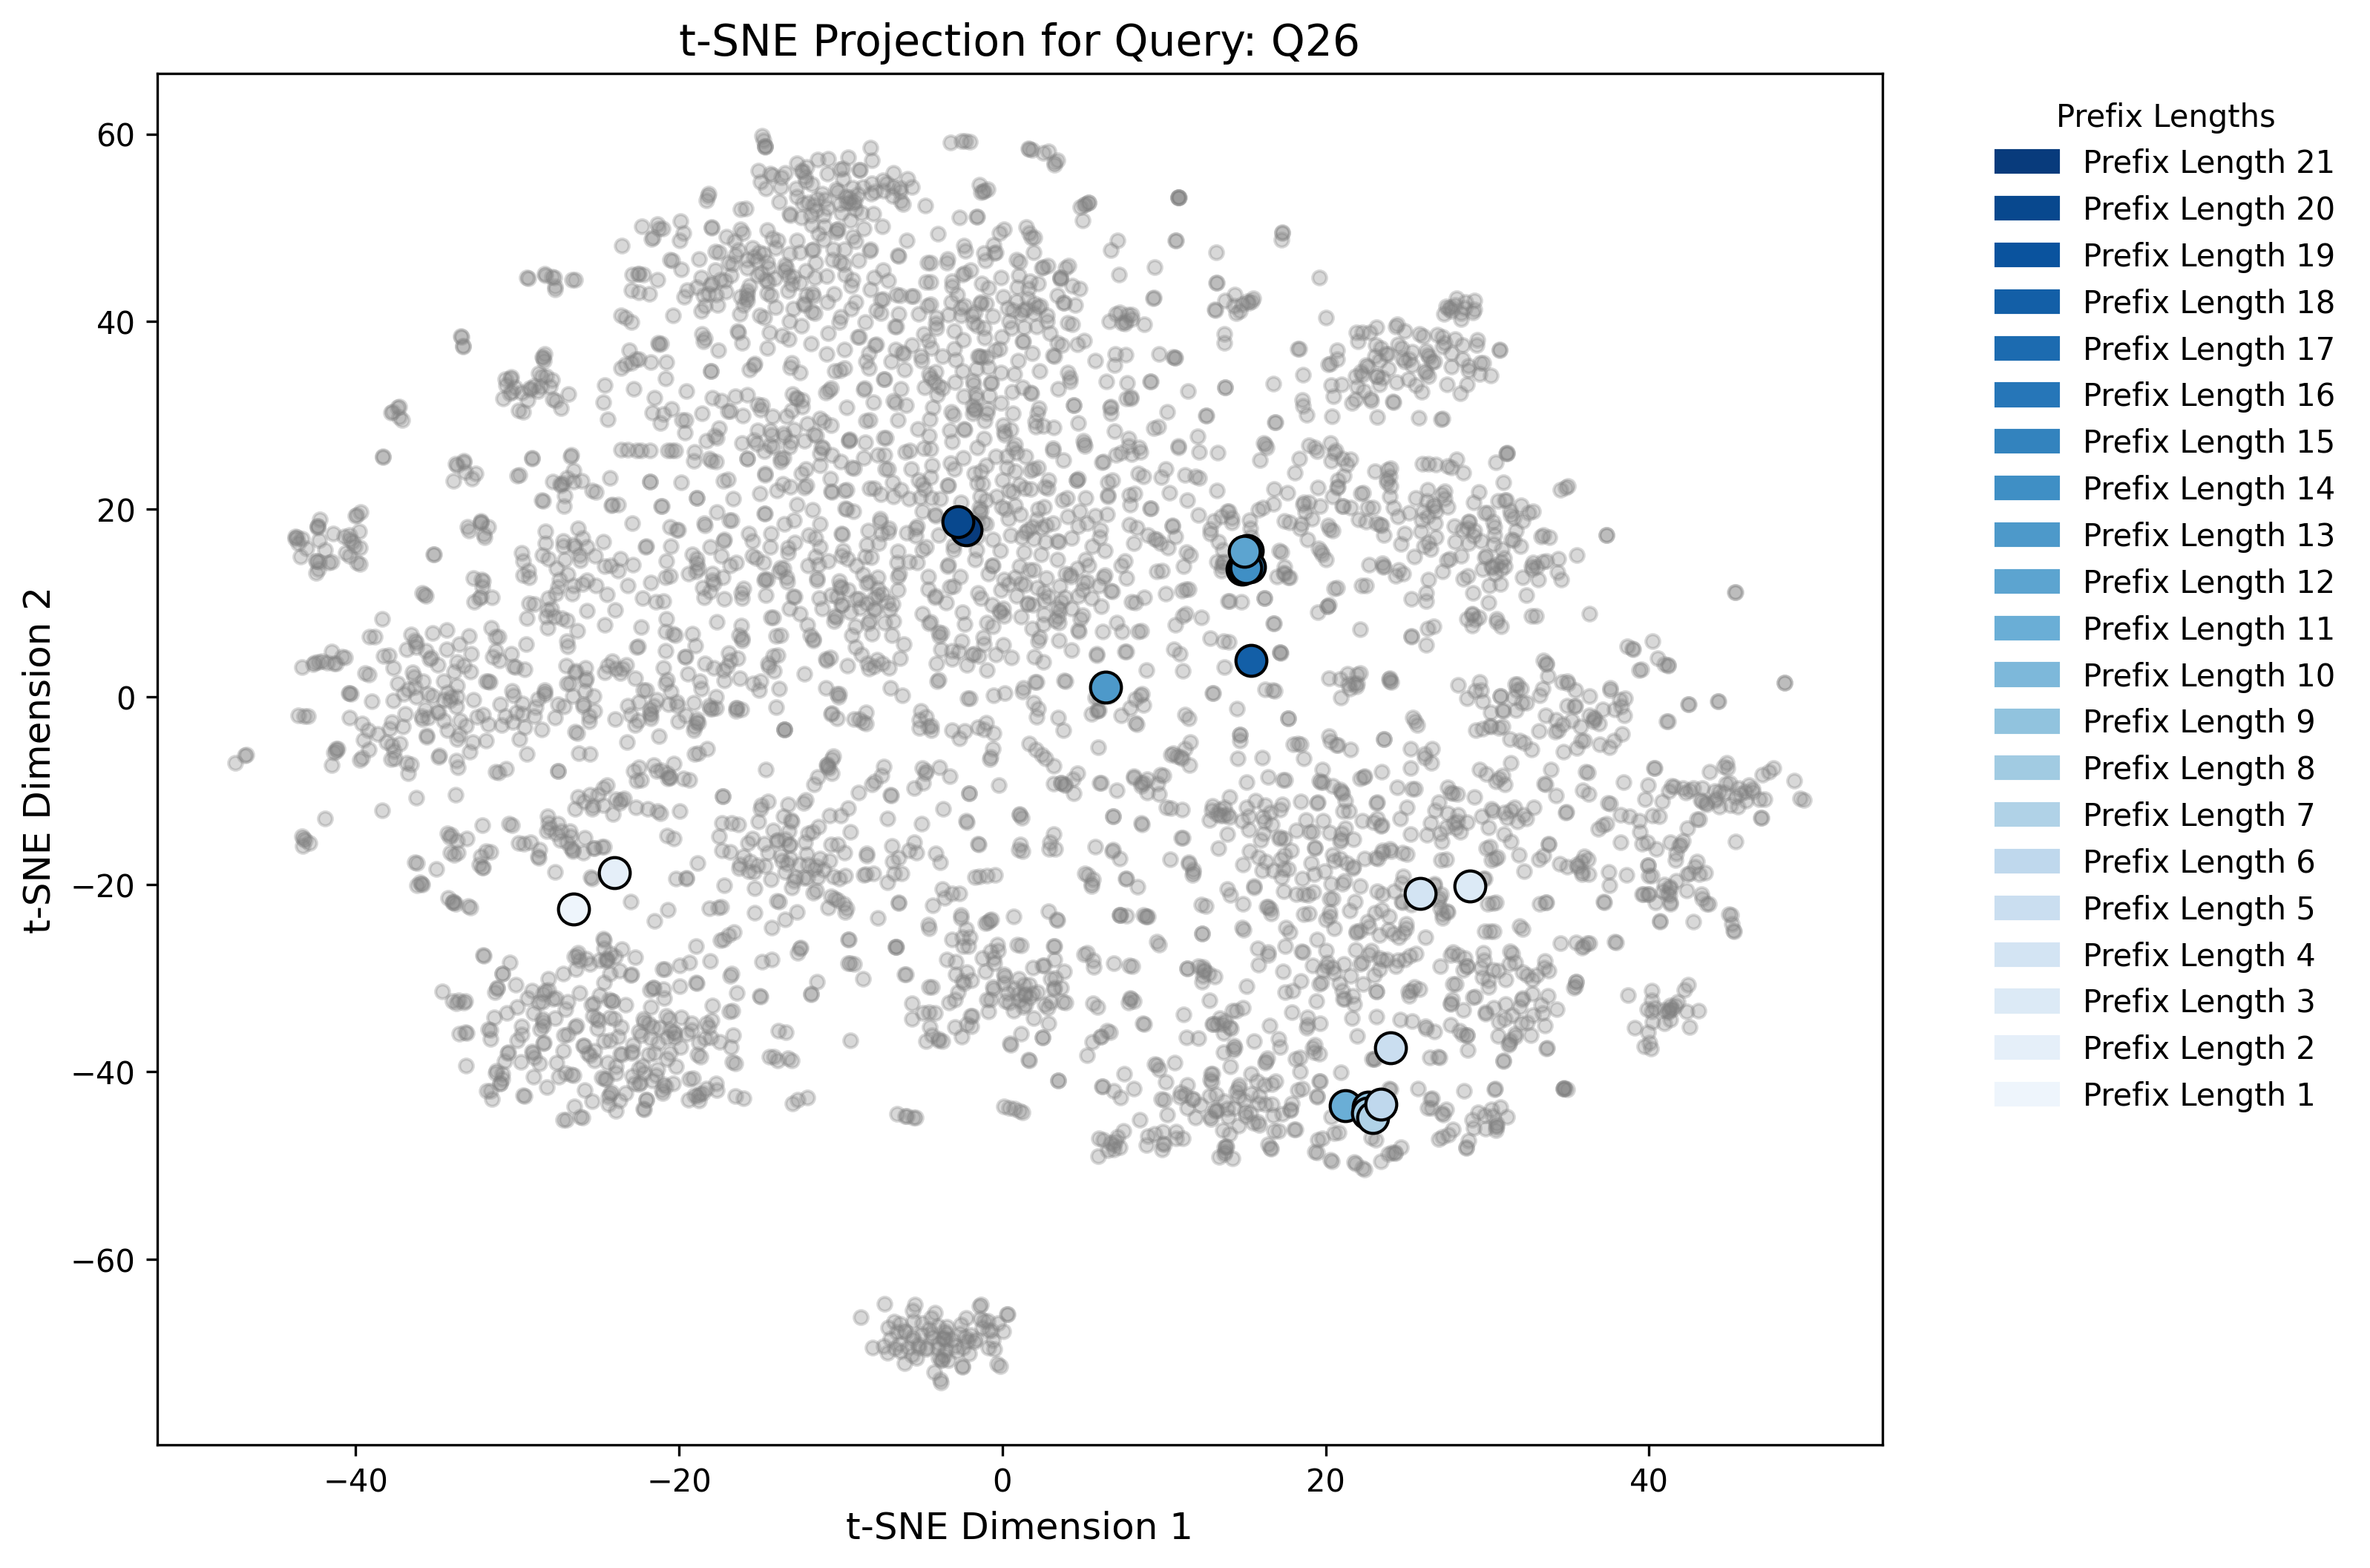 t-SNE Projection for Query: Q26
60
40
20
0
−20
−40
−60
t-SNE Dimension 2
−40
−20
0
20
40
t-SNE Dimension 1
Prefix Lengths
Prefix Length 21
Prefix Length 20
Prefix Length 19
Prefix Length 18
Prefix Length 17
Prefix Length 16
Prefix Length 15
Prefix Length 14
Prefix Length 13
Prefix Length 12
Prefix Length 11
Prefix Length 10
Prefix Length 9
Prefix Length 8
Prefix Length 7
Prefix Length 6
Prefix Length 5
Prefix Length 4
Prefix Length 3
Prefix Length 2
Prefix Length 1